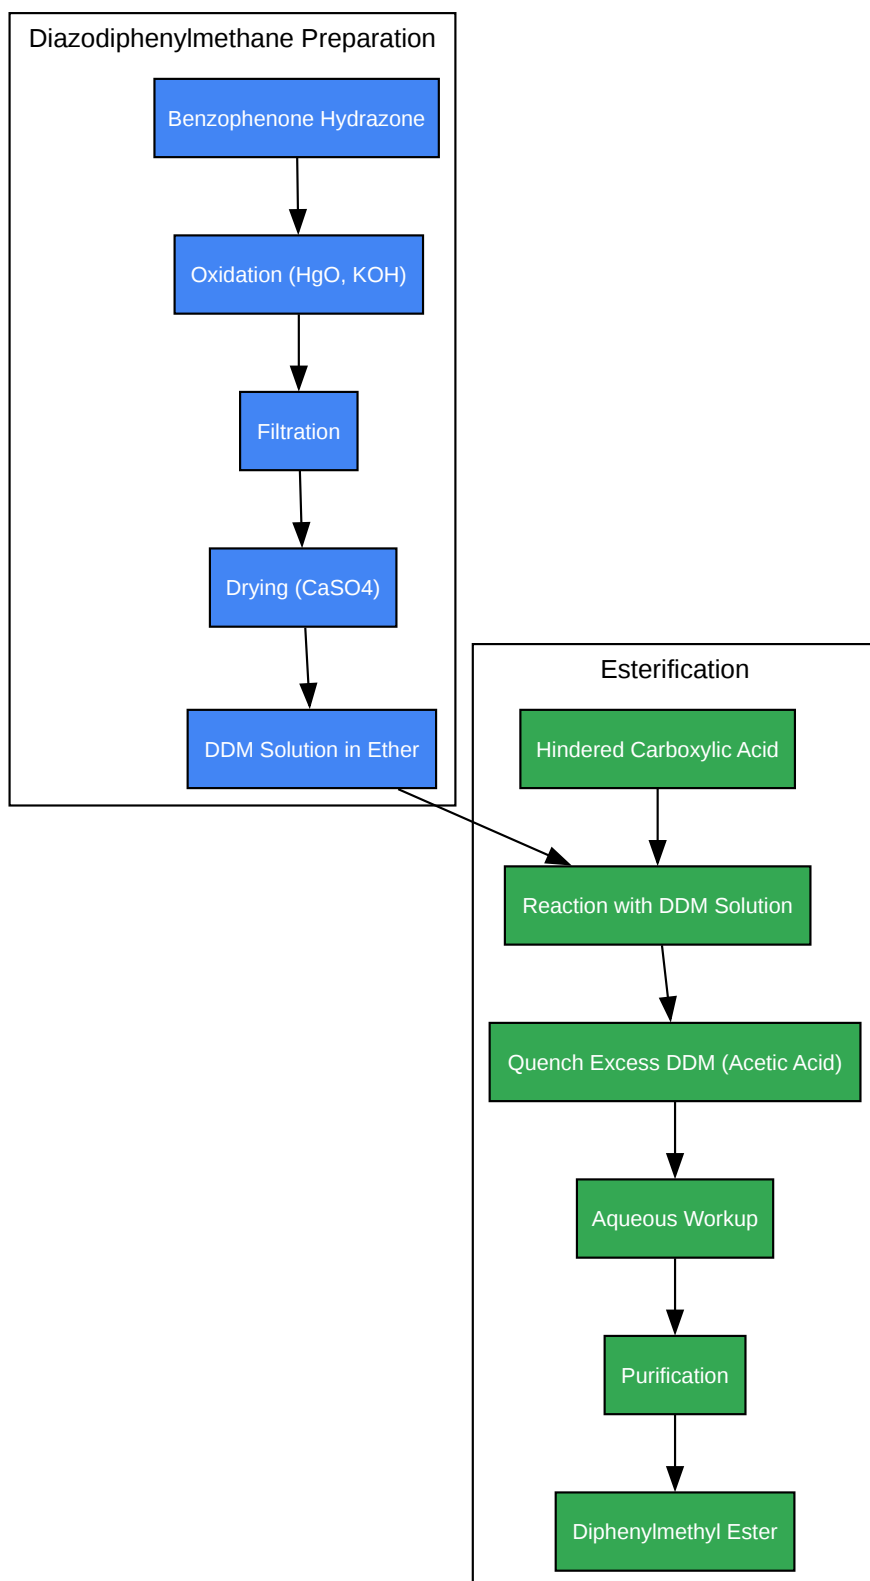 Diazodiphenylmethane Preparation
Benzophenone Hydrazone
Oxidation (HgO, KOH)
Filtration
Drying (CaSO4)
DDM Solution in Ether
Esterification
Hindered Carboxylic Acid
Reaction with DDM Solution
Quench Excess DDM (Acetic Acid)
Aqueous Workup
Purification
Diphenylmethyl Ester